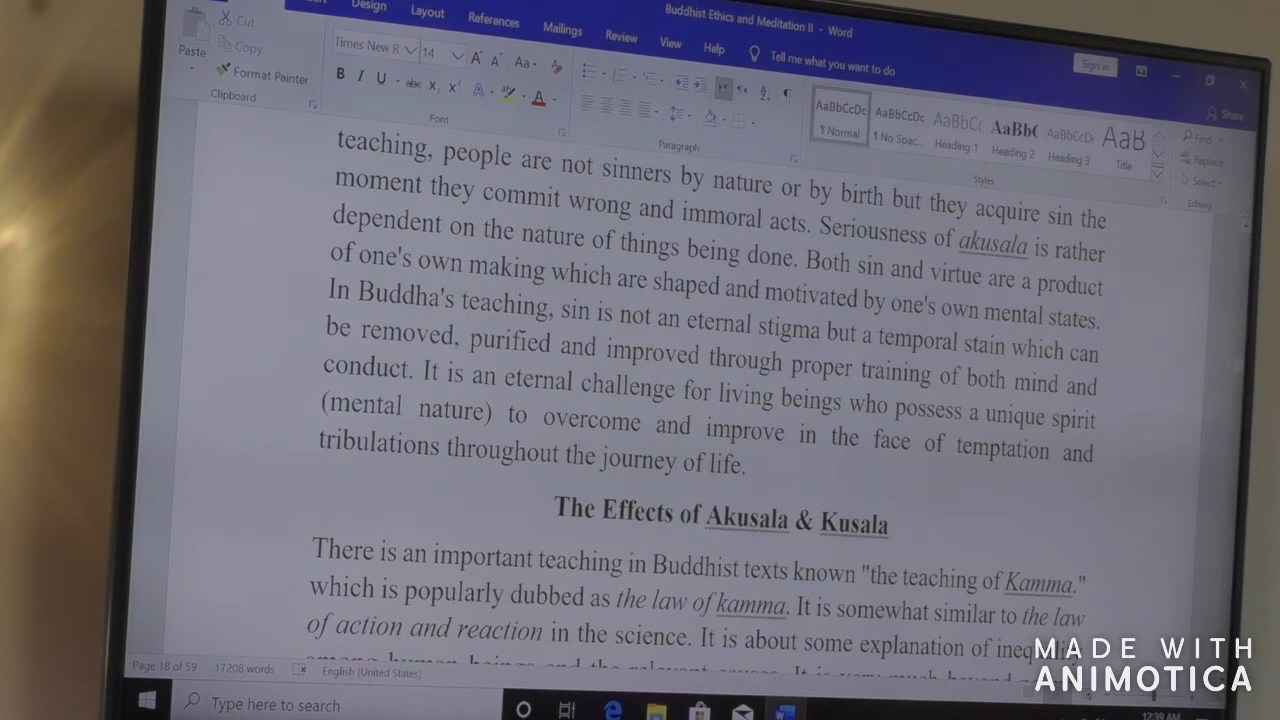 Buddhist Ethics and Meditation II - Word
Sign in
Design Layout References Mailings Review View Help Tell me what you want to do
Share
Paste
Cut
Copy
Format Painter
Clipboard
Times New R 14
Font
Paragraph
AaBbCcDc AaBbCcDc AaBbCc AaBbC AaBbCcDc AaB
¶ Normal ¶ No Spac... Heading 1 Heading 2 Heading 3 Title
Styles
Find
Replace
Select
Editing
teaching, people are not sinners by nature or by birth but they acquire sin the
moment they commit wrong and immoral acts. Seriousness of akusala is rather
dependent on the nature of things being done. Both sin and virtue are a product
of one's own making which are shaped and motivated by one's own mental states.
In Buddha's teaching, sin is not an eternal stigma but a temporal stain which can
be removed, purified and improved through proper training of both mind and
conduct. It is an eternal challenge for living beings who possess a unique spirit
(mental nature) to overcome and improve in the face of temptation and
tribulations throughout the journey of life.
The Effects of Akusala & Kusala
There is an important teaching in Buddhist texts known "the teaching of Kamma."
which is popularly dubbed as the law of kamma. It is somewhat similar to the law
of action and reaction in the science. It is about some explanation of
Page 18 of 59 17208 words English (United States)
Type here to search
12:39 AM
MADE WITH
ANIMOTICA